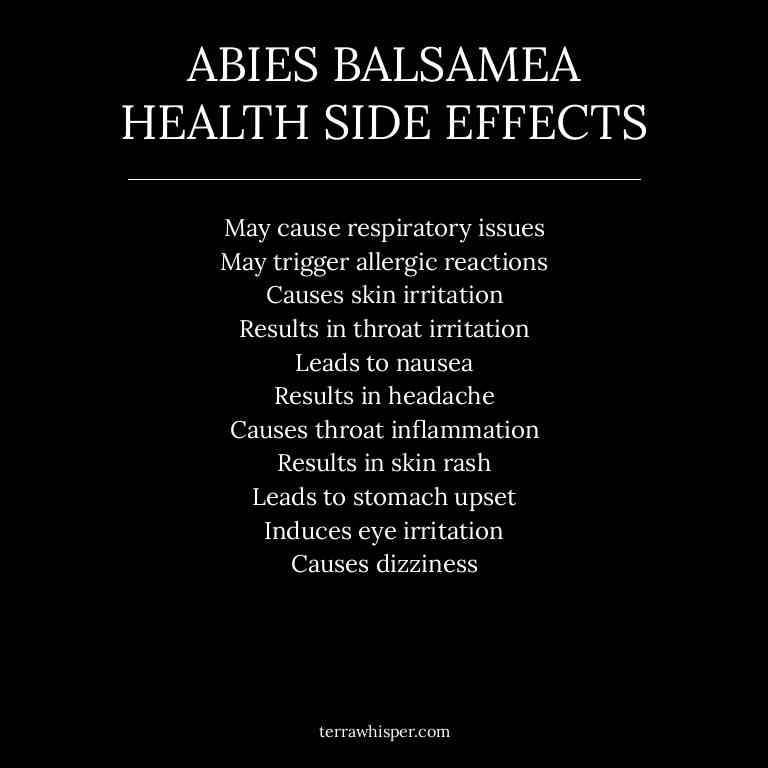 ABIES BALSAMEA
HEALTH SIDE EFFECTS
May cause respiratory issues
May trigger allergic reactions
Causes skin irritation
Results in throat irritation
Leads to nausea
Results in headache
Causes throat inflammation
Results in skin rash
Leads to stomach upset
Induces eye irritation
Causes dizziness
terrawhisper.com